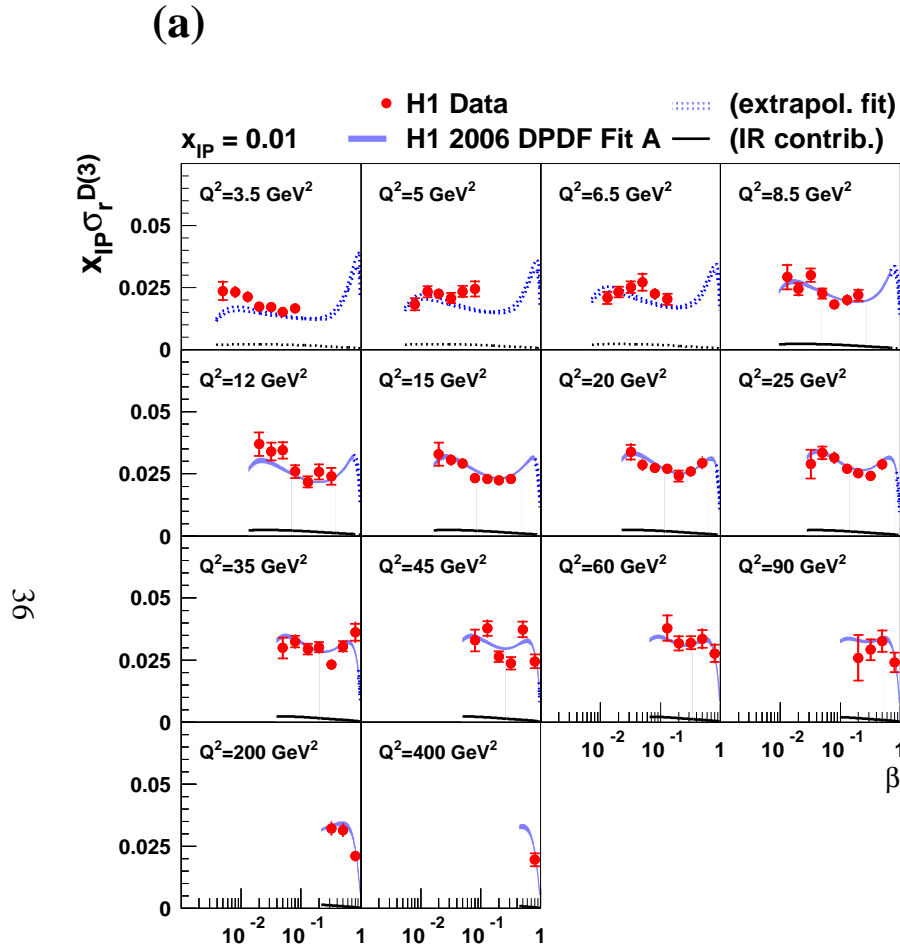 (a)
H1 Data
(extrapol. fit)
x_IP = 0.01
H1 2006 DPDF Fit A
(IR contrib.)
x_IP σ_r^D(3)
Q²=3.5 GeV²
Q²=5 GeV²
Q²=6.5 GeV²
Q²=8.5 GeV²
0.05
0.025
0
Q²=12 GeV²
Q²=15 GeV²
Q²=20 GeV²
Q²=25 GeV²
0.05
0.025
0
Q²=35 GeV²
Q²=45 GeV²
Q²=60 GeV²
Q²=90 GeV²
0.05
0.025
0
36
10⁻² 10⁻¹ 1
10⁻² 10⁻¹ 1
β
Q²=200 GeV²
Q²=400 GeV²
0.05
0.025
0
10⁻² 10⁻¹ 1
10⁻² 10⁻¹ 1